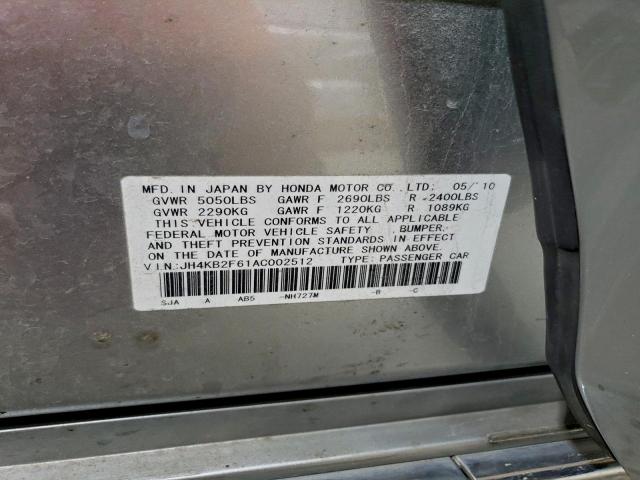 MFD. IN JAPAN BY HONDA MOTOR CO., LTD. 05/'10
GVWR 5050LBS GAWR F 2690LBS R 2400LBS
GVWR 2290KG GAWR F 1220KG R 1089KG
THIS VEHICLE CONFORMS TO ALL APPLICABLE
FEDERAL MOTOR VEHICLE SAFETY, BUMPER,
AND THEFT PREVENTION STANDARDS IN EFFECT
ON THE DATE OF MANUFACTURE SHOWN ABOVE.
V.I.N.:JH4KB2F61AC002512 TYPE: PASSENGER CAR
SJA A AB5 -NH727M -B -C